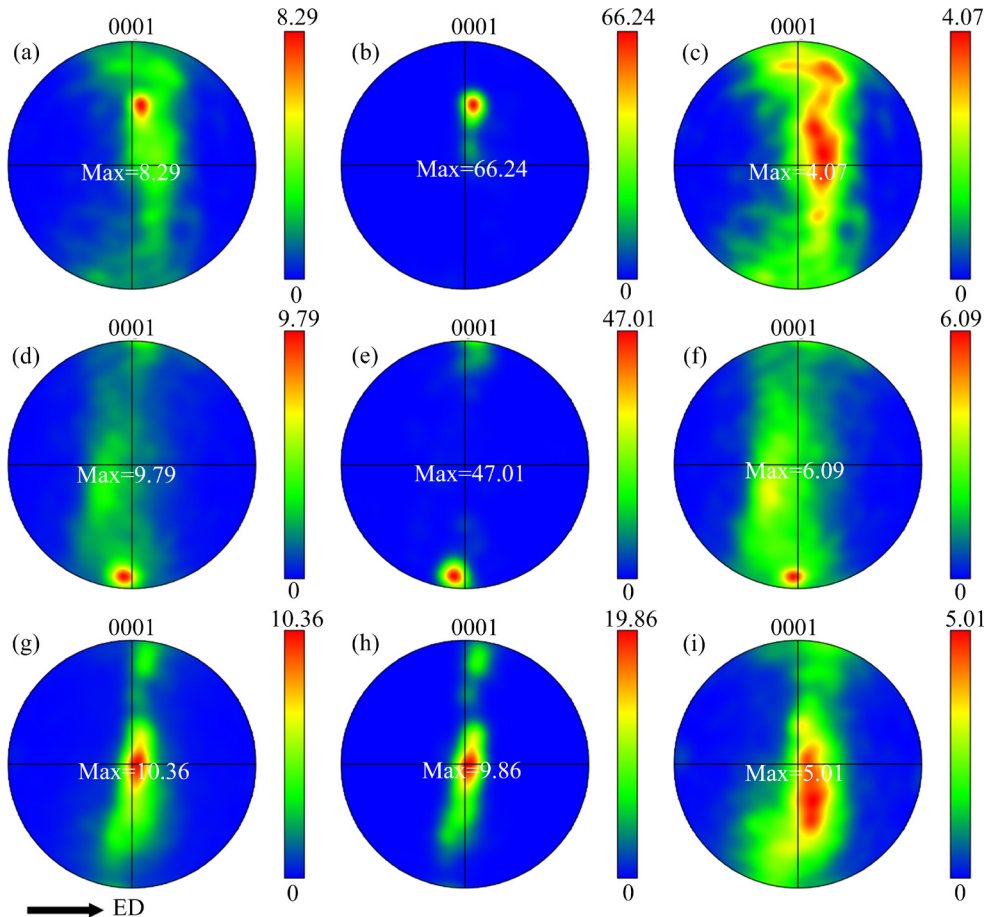 (a) 0001 8.29
Max=8.29
0
(b) 0001 66.24
Max=66.24
0
(c) 0001 4.07
Max=4.07
0
(d) 0001 9.79
Max=9.79
0
(e) 0001 47.01
Max=47.01
0
(f) 0001 6.09
Max=6.09
0
(g) 0001 10.36
Max=10.36
0
(h) 0001 19.86
Max=9.86
0
(i) 0001 5.01
Max=5.01
0
ED